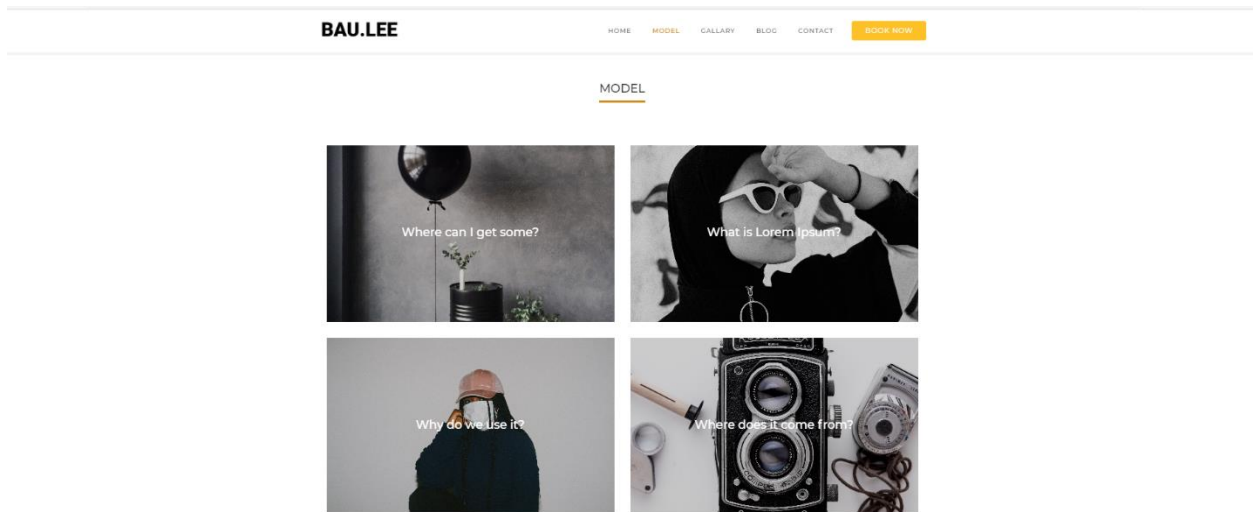 BAU.LEE
HOME MODEL GALLARY BLOG CONTACT BOOK NOW
MODEL
Where can I get some?
What is Lorem Ipsum?
Why do we use it?
Where does it come from?